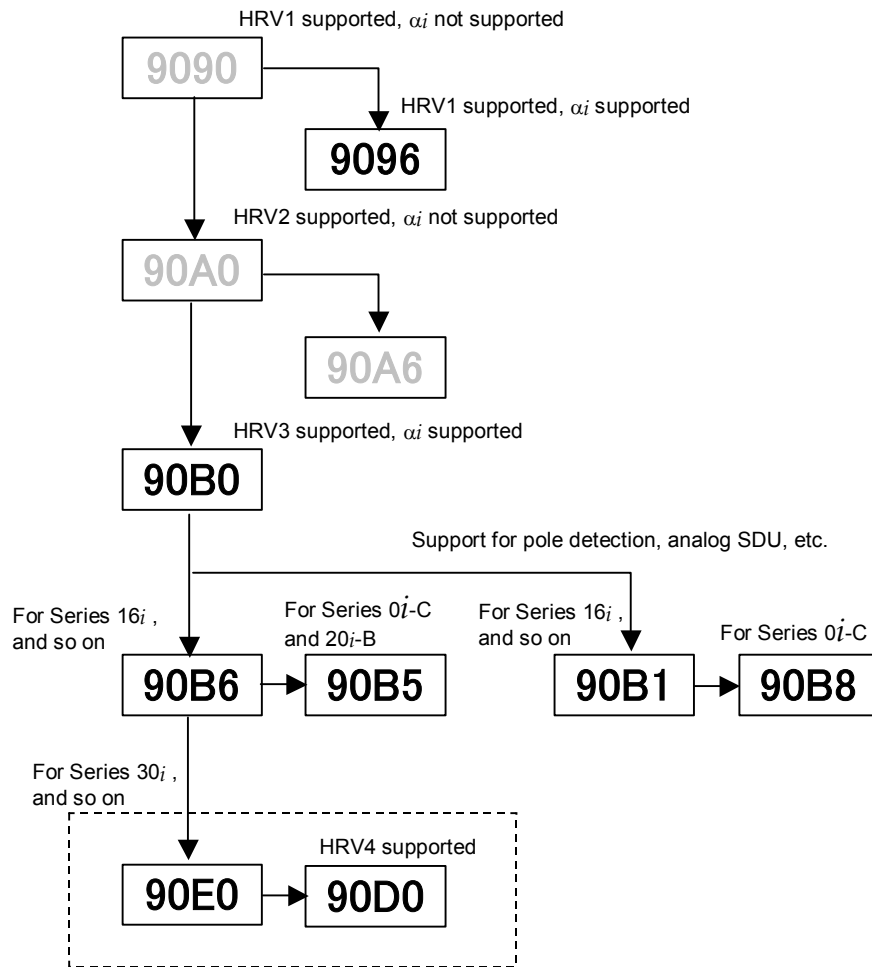 HRV1 supported, αi not supported
9090
HRV1 supported, αi supported
9096
HRV2 supported, αi not supported
90A0
90A6
HRV3 supported, αi supported
90B0
Support for pole detection, analog SDU, etc.
For Series 16i ,
and so on
For Series 0i-C
and 20i-B
For Series 16i ,
and so on
For Series 0i-C
90B6
90B5
90B1
90B8
For Series 30i ,
and so on
HRV4 supported
90E0
90D0